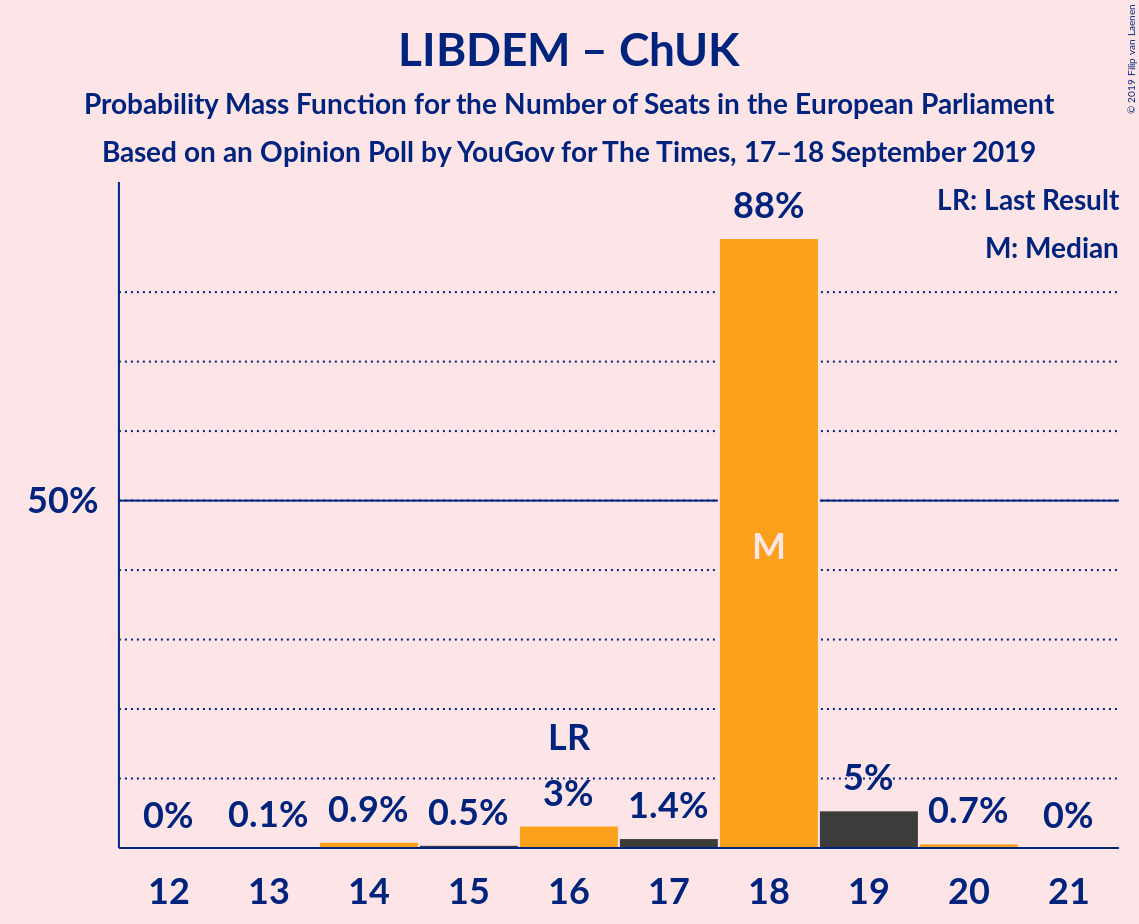 LIBDEM – ChUK
Probability Mass Function for the Number of Seats in the European Parliament
Based on an Opinion Poll by YouGov for The Times, 17–18 September 2019
© 2019 Filip van Laenen
LR: Last Result
M: Median
88%
50%
M
LR
0% 0.1% 0.9% 0.5% 3% 1.4% 5% 0.7% 0%
12 13 14 15 16 17 18 19 20 21